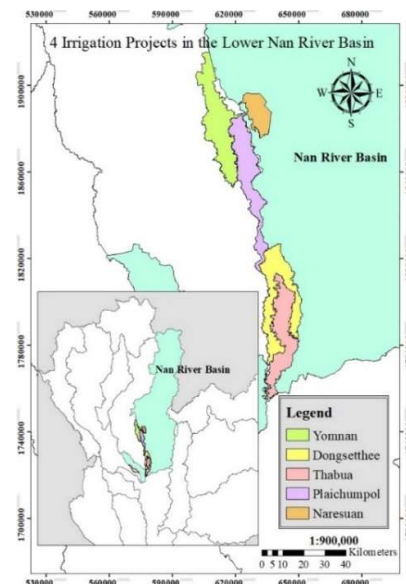 530000 560000 590000 620000 650000 680000
4 Irrigation Projects in the Lower Nan River Basin
N
W E
S
1900000
Nan River Basin
1860000
1820000
1780000
Nan River Basin
Legend
Yomnan
Dongsetthee
Thabua
Plaichumpol
Naresuan
1740000
1:900,000
Kilometers
0 5 10 20 30 40
1700000
530000 560000 590000 620000 650000 680000